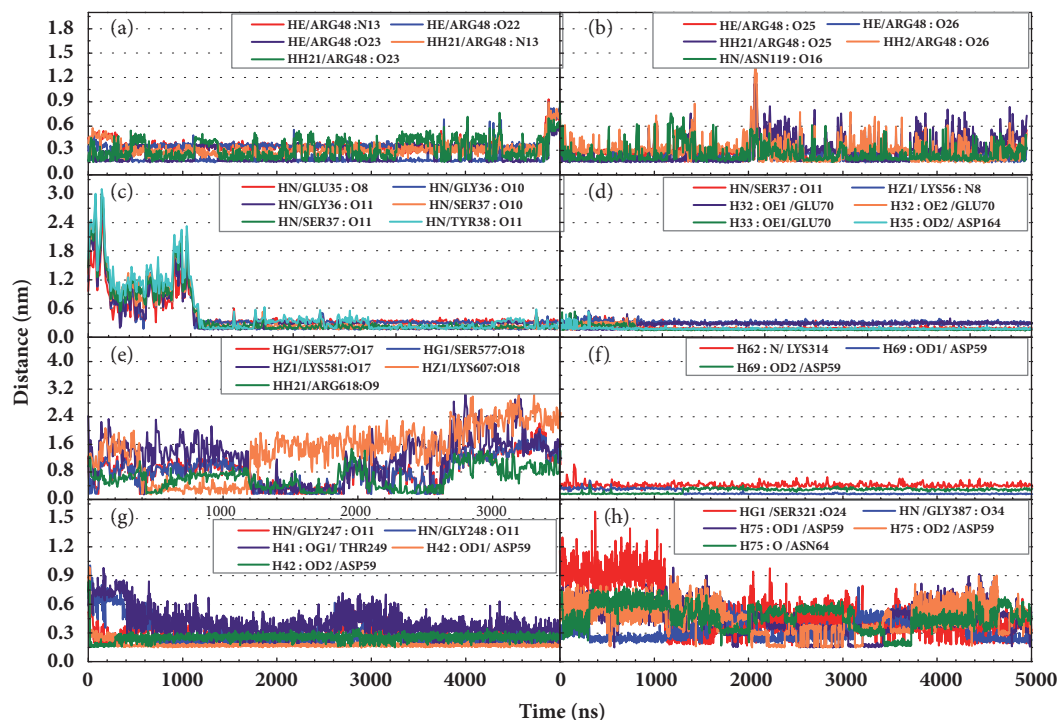 (a)
HE/ARG48 : N13 HE/ARG48 : O22
HE/ARG48 : O23 HH21/ARG48 : N13
HH21/ARG48 : O23
1.8
1.5
1.2
0.9
0.6
0.3
0.0
(b)
HE/ARG48 : O25 HE/ARG48 : O26
HH21/ARG48 : O25 HH2/ARG48 : O26
HN/ASN119 : O16
(c)
HN/GLU35 : O8 HN/GLY36 : O10
HN/GLY36 : O11 HN/SER37 : O10
HN/SER37 : O11 HN/TYR38 : O11
3.0
2.4
1.8
1.2
0.6
0.0
(d)
HN/SER37 : O11 HZ1/ LYS56 : N8
H32 : OE1 /GLU70 H32 : OE2 /GLU70
H33 : OE1/GLU70 H35 : OD2/ ASP164
Distance (nm)
(e)
HG1/SER577:O17 HG1/SER577:O18
HZ1/LYS581:O17 HZ1/LYS607:O18
HH21/ARG618:O9
4.0
3.2
2.4
1.6
0.8
0.0
1000 2000 3000
(f)
H62 : N/ LYS314 H69 : OD1/ ASP59
H69 : OD2 /ASP59
(g)
HN/GLY247 : O11 HN/GLY248 : O11
H41 : OG1/ THR249 H42 : OD1/ ASP59
H42 : OD2 /ASP59
1.5
1.2
0.9
0.6
0.3
0.0
(h)
HG1 /SER321 : O24 HN /GLY387 : O34
H75 : OD1 /ASP59 H75 : OD2 /ASP59
H75 : O /ASN64
0 1000 2000 3000 4000 0 1000 2000 3000 4000 5000
Time (ns)